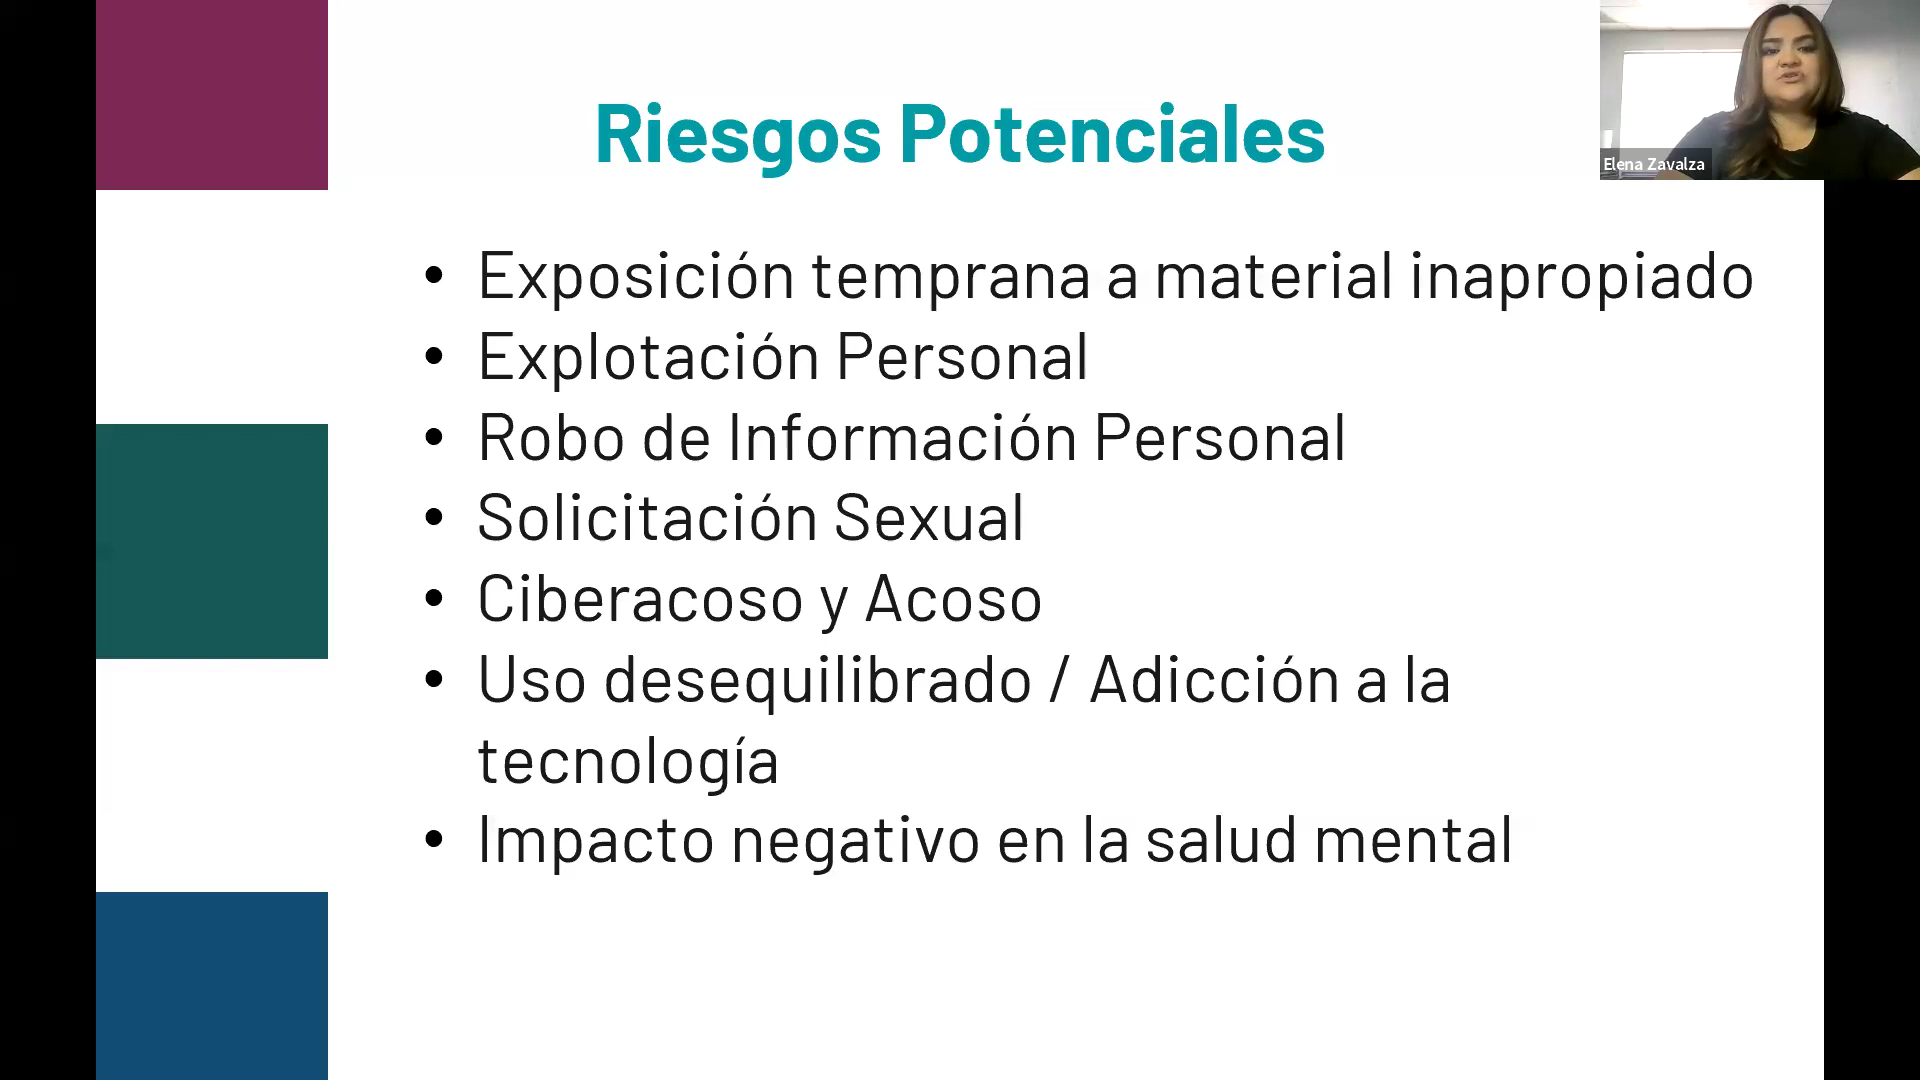 Riesgos Potenciales
Elena Zavalza
• Exposición temprana a material inapropiado
• Explotación Personal
• Robo de Información Personal
• Solicitación Sexual
• Ciberacoso y Acoso
• Uso desequilibrado / Adicción a la
tecnología
• Impacto negativo en la salud mental